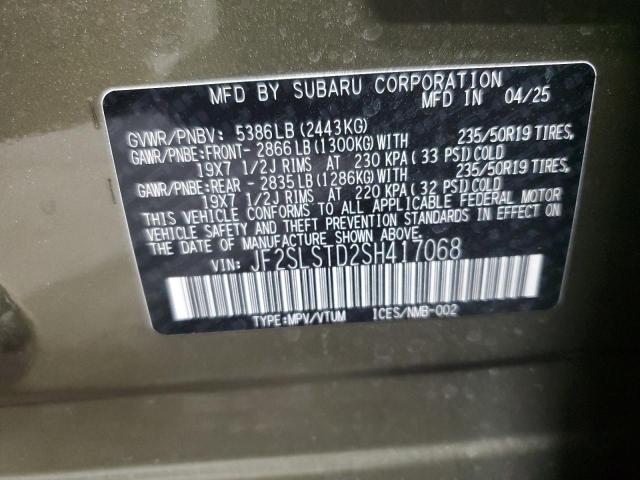 MFD BY SUBARU CORPORATION
MFD IN 04/25
GVWR/PNBV: 5386LB (2443KG)
GAWR/PNBE:FRONT- 2866LB (1300KG) WITH 235/50R19 TIRES,
19X7 1/2J RIMS AT 230 KPA (33 PSI) COLD
GAWR/PNBE:REAR - 2835LB (1286KG) WITH 235/50R19 TIRES,
19X7 1/2J RIMS AT 220 KPA (32 PSI) COLD
THIS VEHICLE CONFORMS TO ALL APPLICABLE FEDERAL MOTOR
VEHICLE SAFETY AND THEFT PREVENTION STANDARDS IN EFFECT ON
THE DATE OF MANUFACTURE SHOWN ABOVE.
VIN: JF2SLSTD2SH417068
TYPE:MPV/VTUM ICES/NMB-002